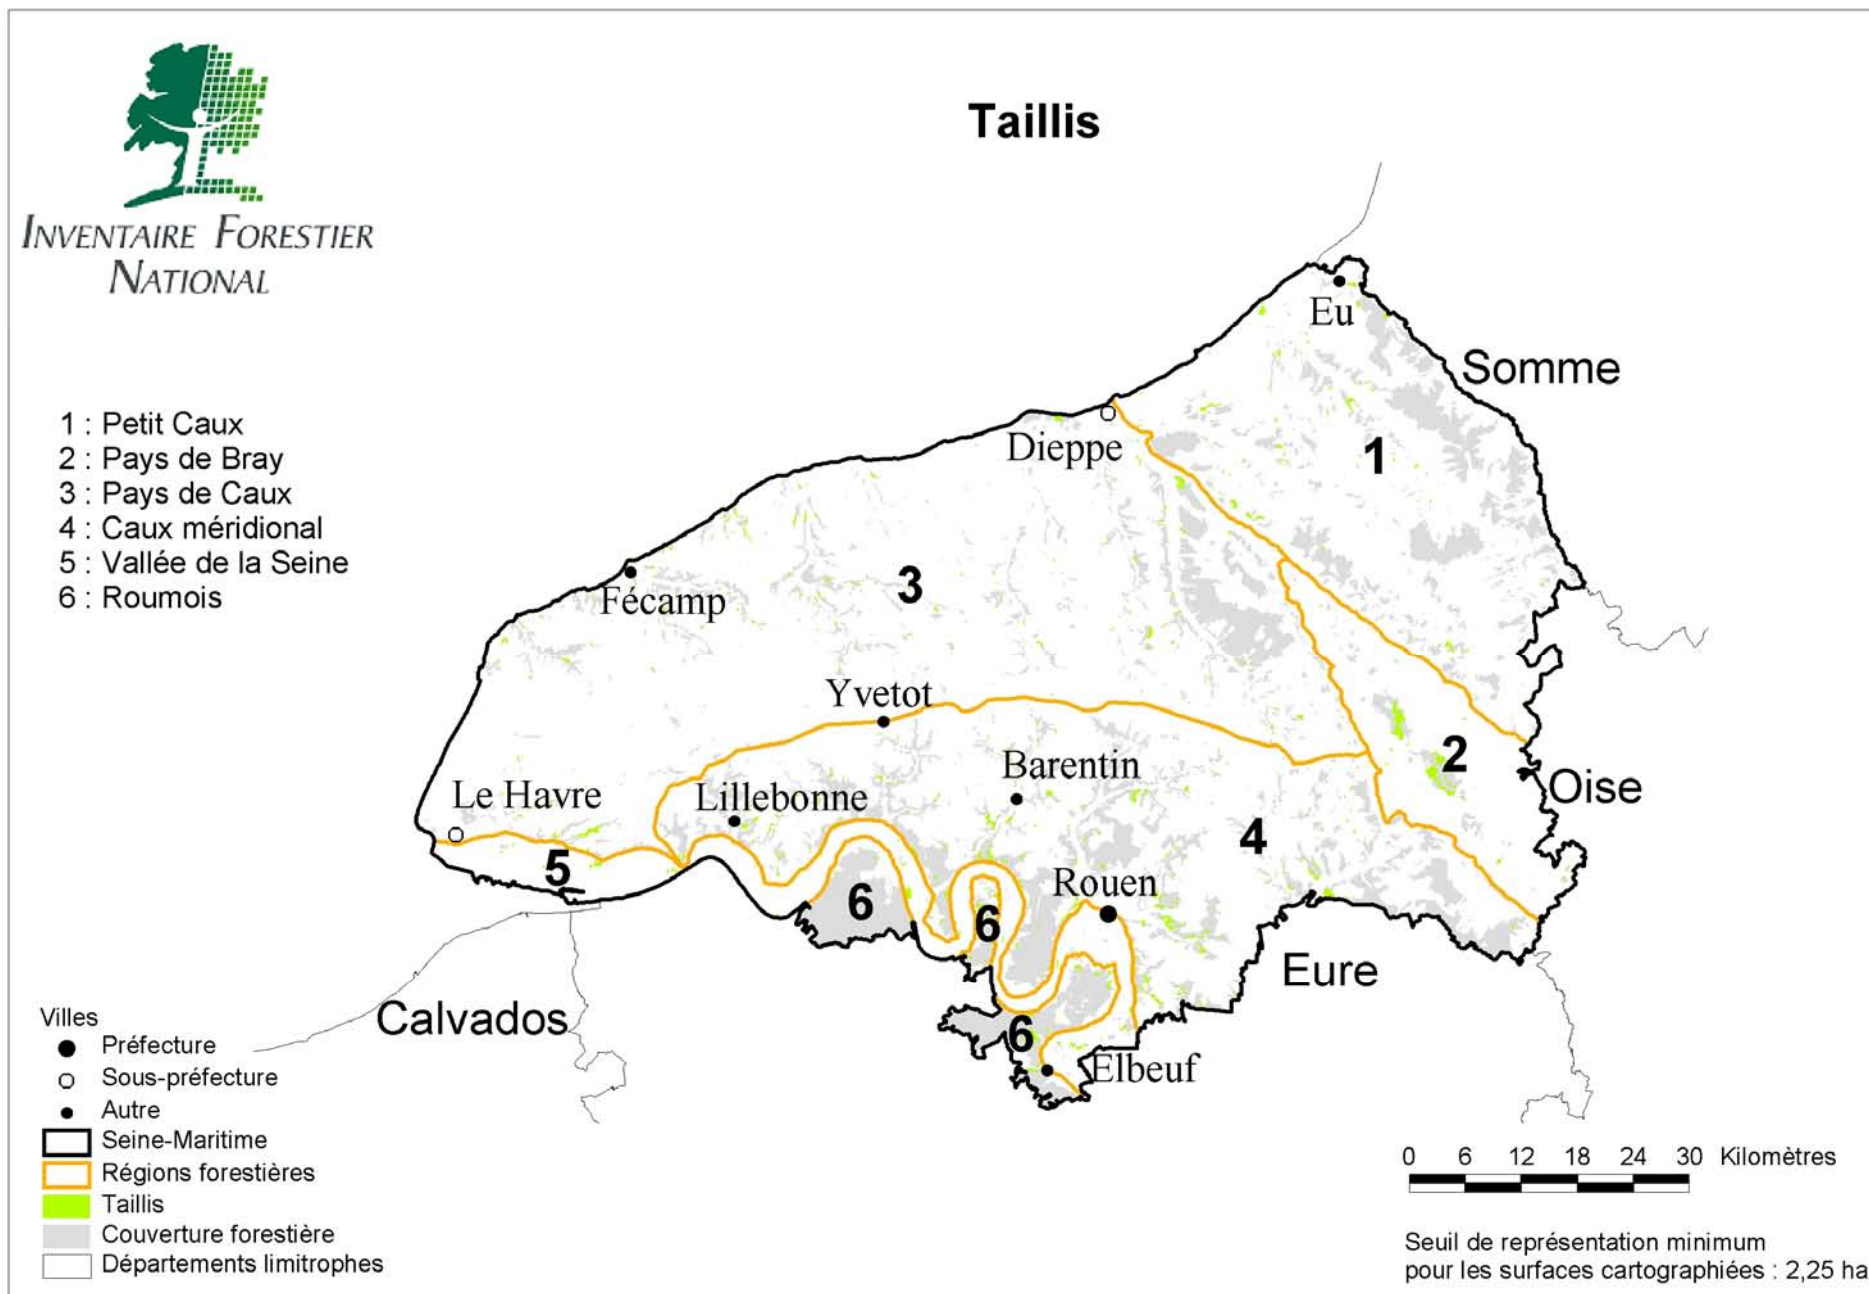 INVENTAIRE FORESTIER
NATIONAL
Taillis
1 : Petit Caux
2 : Pays de Bray
3 : Pays de Caux
4 : Caux méridional
5 : Vallée de la Seine
6 : Roumois
Eu
Somme
Dieppe
1
Fécamp
3
Yvetot
2
Barentin
Oise
Le Havre
Lillebonne
4
5
Rouen
6
6
Eure
Calvados
6
Elbeuf
Villes
Préfecture
Sous-préfecture
Autre
Seine-Maritime
Régions forestières
Taillis
Couverture forestière
Départements limitrophes
0 6 12 18 24 30 Kilomètres
Seuil de représentation minimum
pour les surfaces cartographiées : 2,25 ha